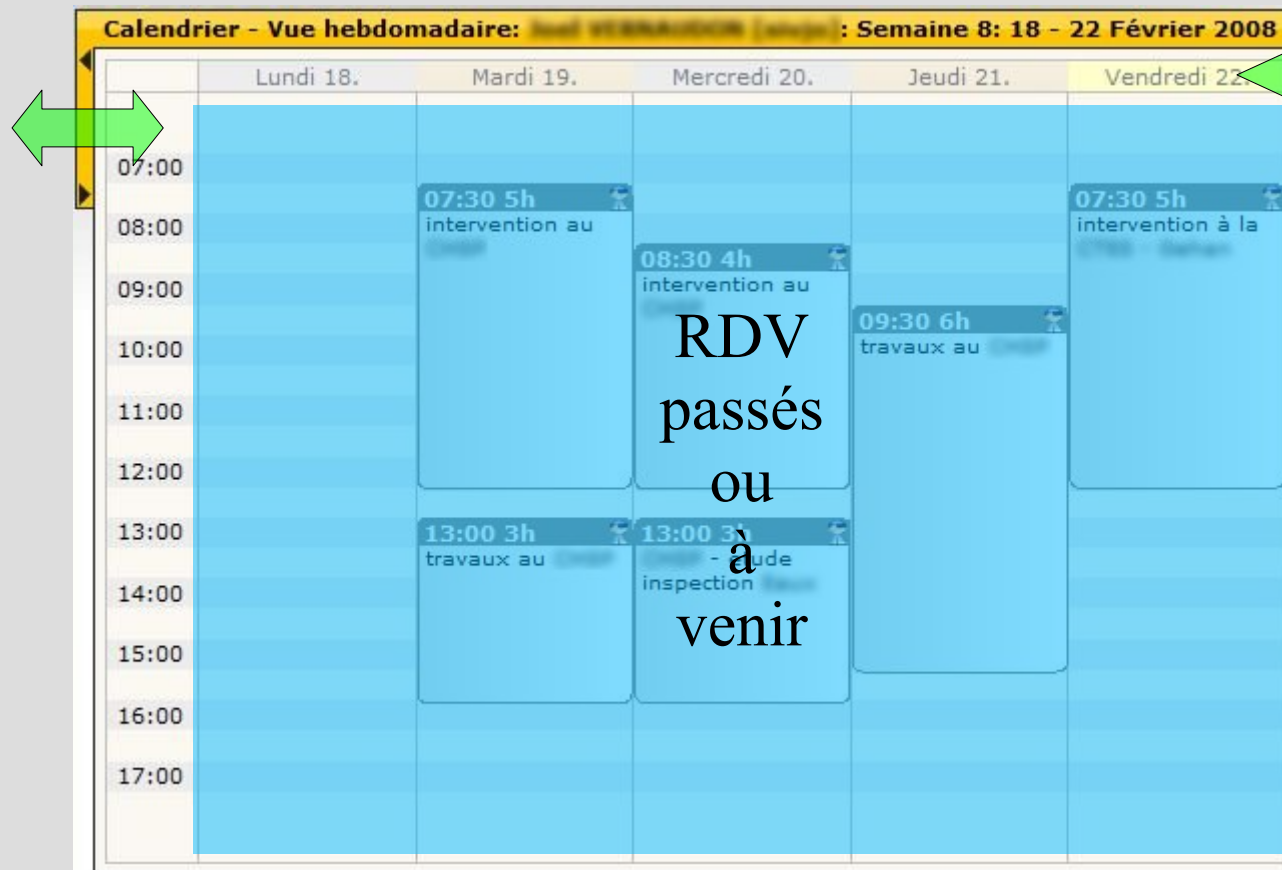 Calendrier - Vue hebdomadaire: : Semaine 8: 18 - 22 Février 2008
Lundi 18. Mardi 19. Mercredi 20. Jeudi 21. Vendredi 22.
07:00
08:00
09:00
10:00
11:00
12:00
13:00
14:00
15:00
16:00
17:00
07:30 5h
intervention au
13:00 3h
travaux au
08:30 4h
intervention au
13:00 3h
- étude
inspection
09:30 6h
travaux au
07:30 5h
intervention à la
RDV
passés
ou
à
venir